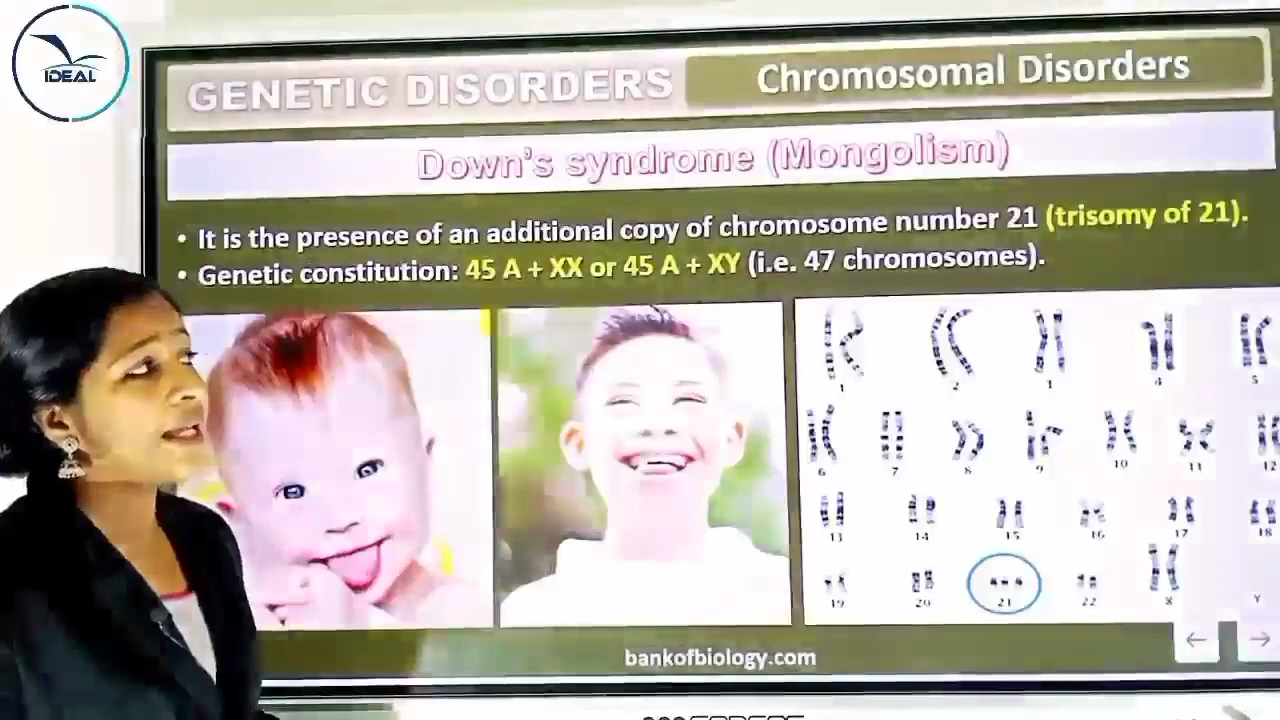 IDEAL
GENETIC DISORDERS
Chromosomal Disorders
Down's syndrome (Mongolism)
• It is the presence of an additional copy of chromosome number 21 (trisomy of 21).
• Genetic constitution: 45 A + XX or 45 A + XY (i.e. 47 chromosomes).
1 2 3 4 5
6 7 8 9 10 11 12
13 14 15 16 17 18
19 20 21 22 X Y
bankofbiology.com